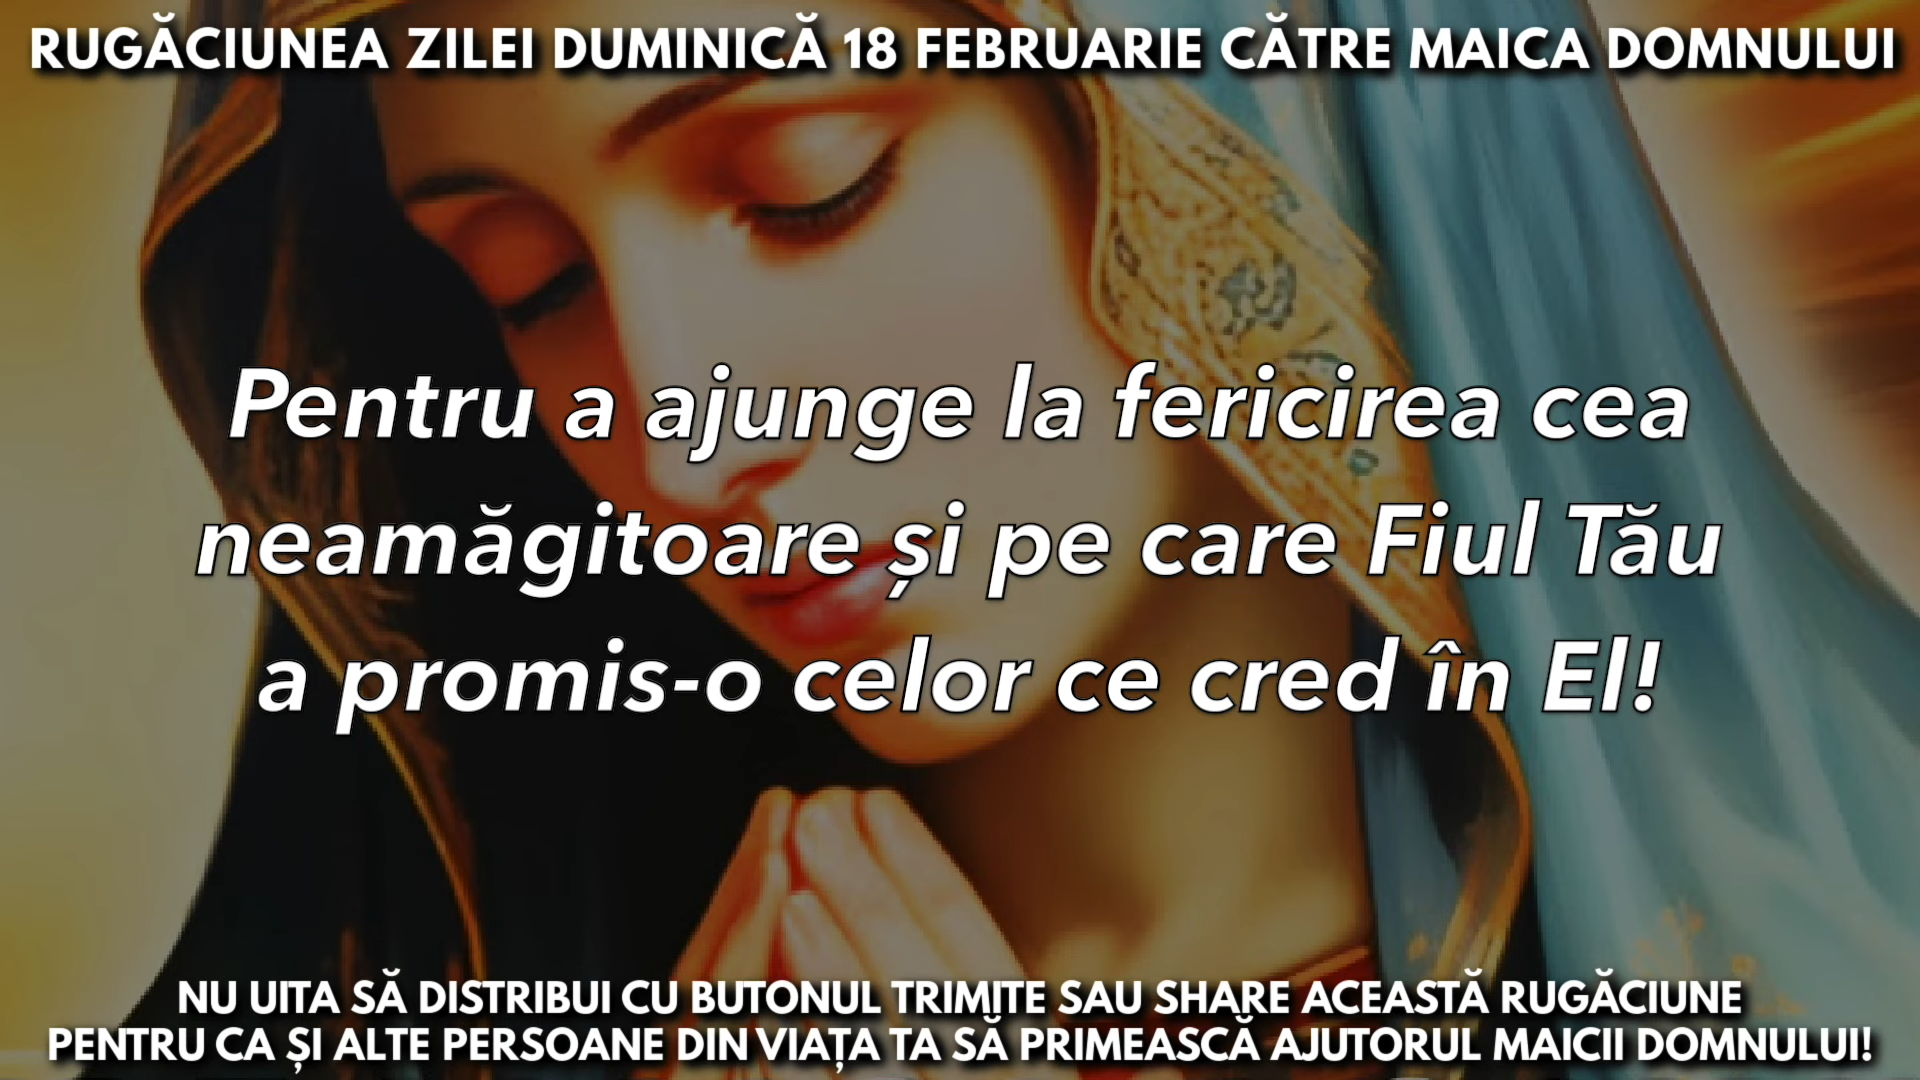 RUGĂCIUNEA ZILEI DUMINICĂ 18 FEBRUARIE CĂTRE MAICA DOMNULUI
Pentru a ajunge la fericirea cea
neamăgitoare și pe care Fiul Tău
a promis-o celor ce cred în El!
NU UITA SĂ DISTRIBUI CU BUTONUL TRIMITE SAU SHARE ACEASTĂ RUGĂCIUNE
PENTRU CA ȘI ALTE PERSOANE DIN VIAȚA TA SĂ PRIMEASCĂ AJUTORUL MAICII DOMNULUI!